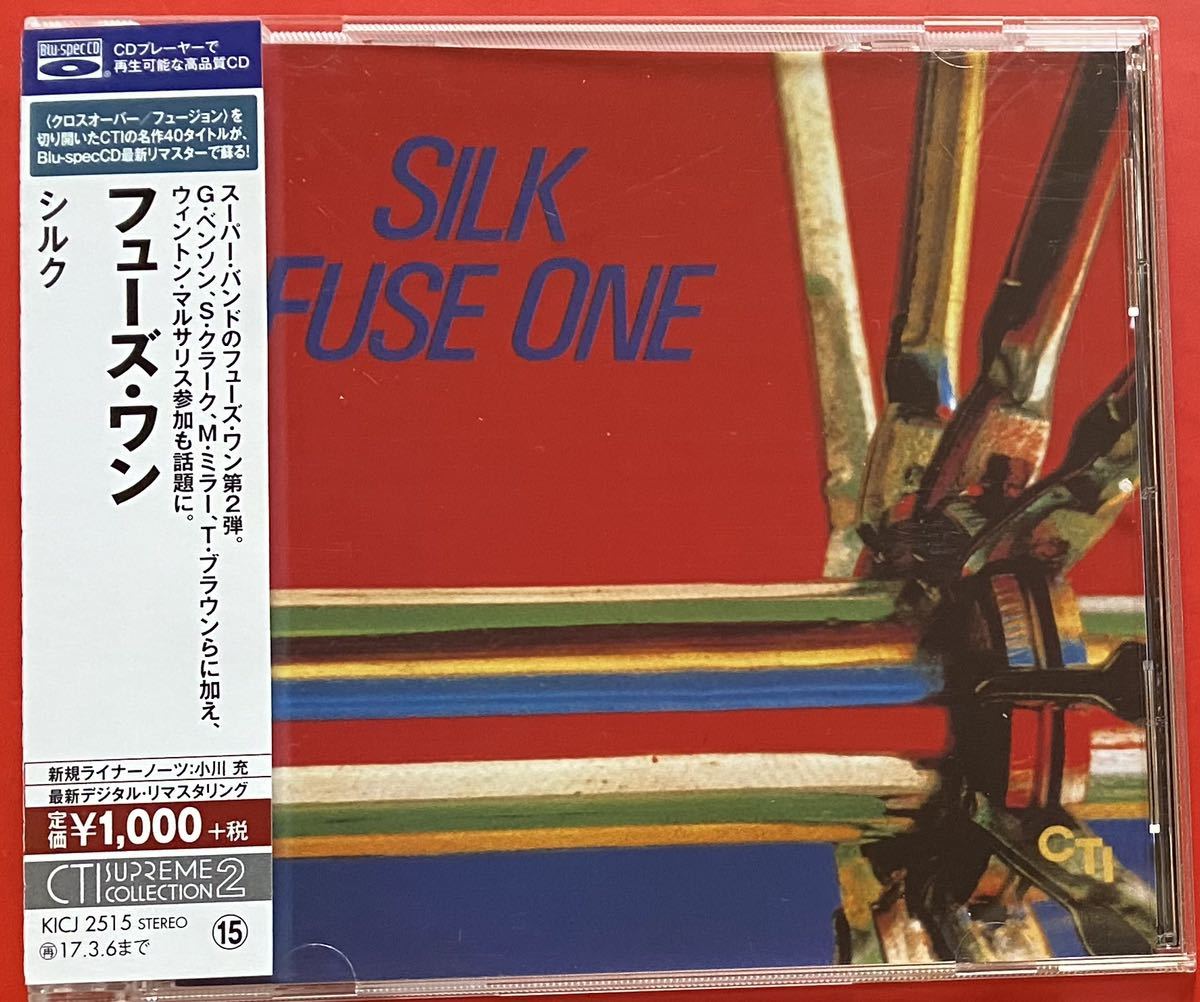 Blu-spec CD
CDプレーヤーで
再生可能な高品質CD
〈クロスオーバー／フュージョン〉を
切り開いたCTIの名作40タイトルが、
Blu-specCD最新リマスターで蘇る!
スーパー・バンドのフューズ・ワン第2弾。
G・ベンソン、S・クラーク、M・ミラー、T・ブラウンらに加え、
ウィントン・マルサリス参加も話題に。
フューズ・ワン
シルク
新規ライナーノーツ:小川 充
最新デジタル・リマスタリング
定価¥1,000+税
CTI SUPREME COLLECTION 2
KICJ 2515 STEREO
再17.3.6まで
15
SILK
FUSE ONE
CTI